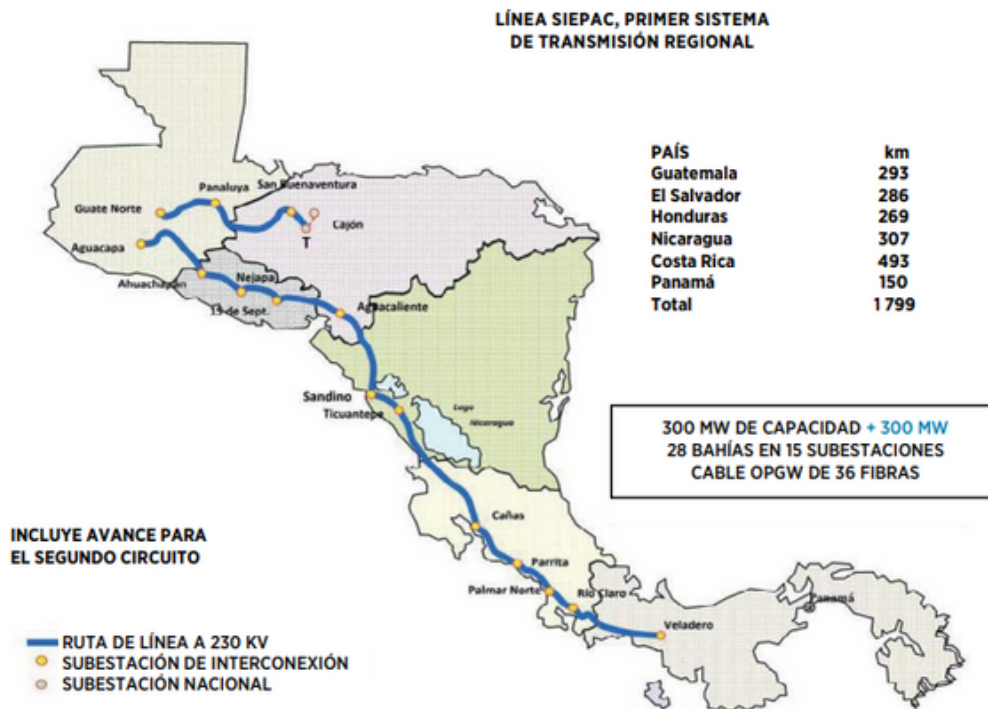 LÍNEA SIEPAC, PRIMER SISTEMA
DE TRANSMISIÓN REGIONAL
PAÍS km
Guatemala 293
El Salvador 286
Honduras 269
Nicaragua 307
Costa Rica 493
Panamá 150
Total 1 799
San Buenaventura
Panaluya
Guate Norte
Cajón
T
Aguacapa
Ahuachapán
Nejapa
15 de Sept.
Aguacaliente
Sandino
Ticuantepe
Lago
Nicaragua
300 MW DE CAPACIDAD + 300 MW
28 BAHÍAS EN 15 SUBESTACIONES
CABLE OPGW DE 36 FIBRAS
Cañas
INCLUYE AVANCE PARA
EL SEGUNDO CIRCUITO
Parrita
Palmar Norte
Río Claro
Panamá
Veladero
RUTA DE LÍNEA A 230 KV
SUBESTACIÓN DE INTERCONEXIÓN
SUBESTACIÓN NACIONAL